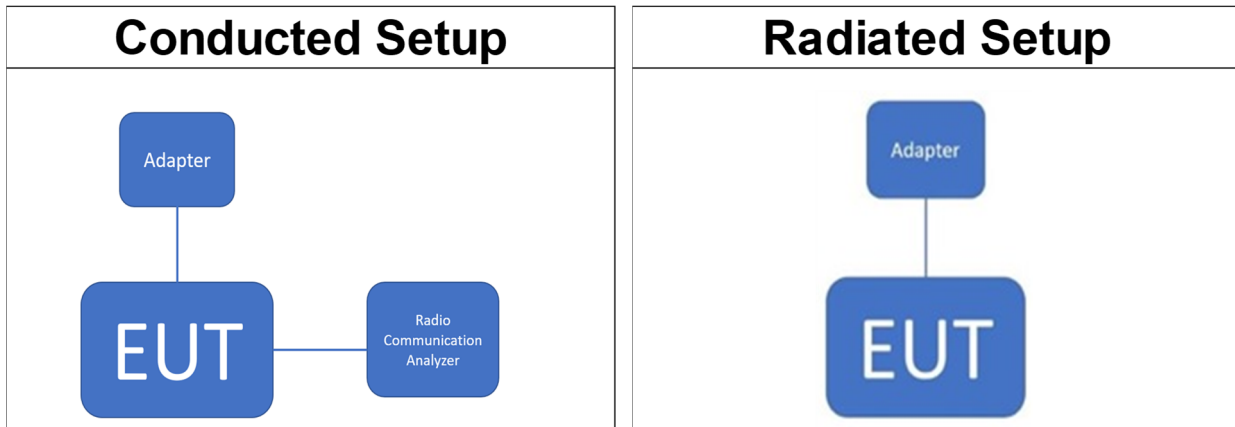 Conducted Setup
Adapter
EUT
Radio
Communication
Analyzer
Radiated Setup
Adapter
EUT